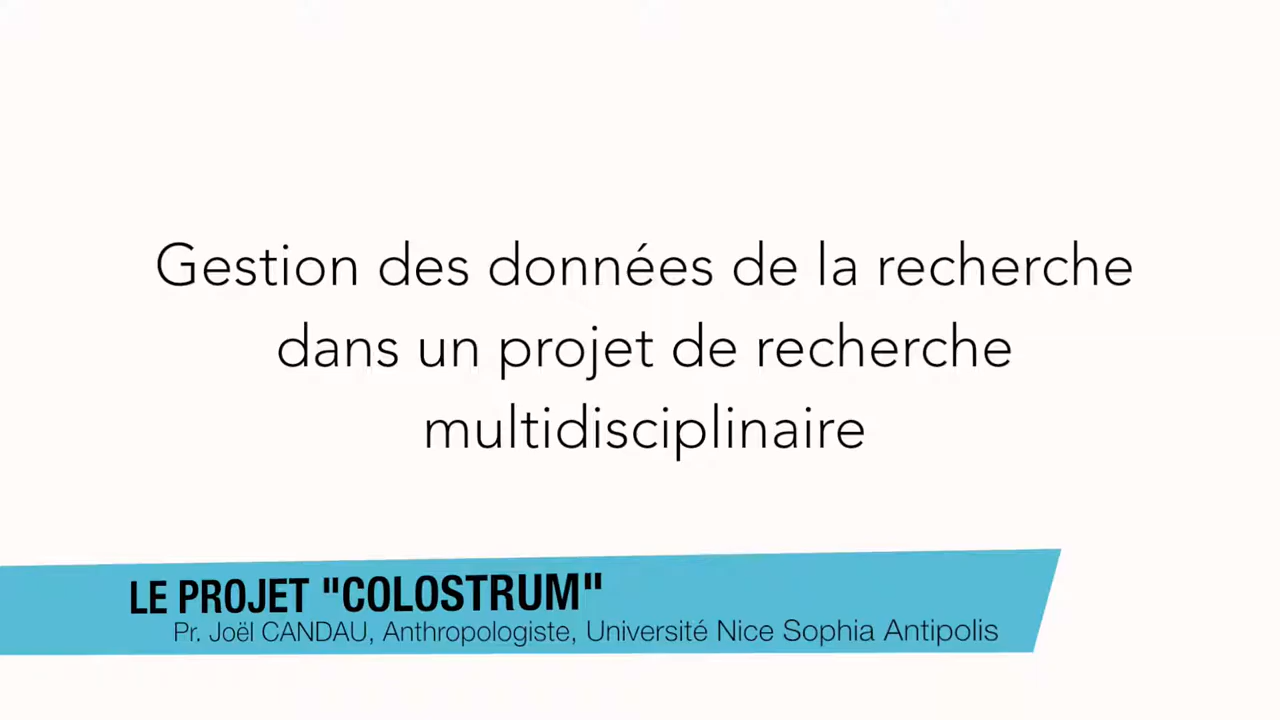 Gestion des données de la recherche
dans un projet de recherche
multidisciplinaire
LE PROJET "COLOSTRUM"
Pr. Joël CANDAU, Anthropologiste, Université Nice Sophia Antipolis